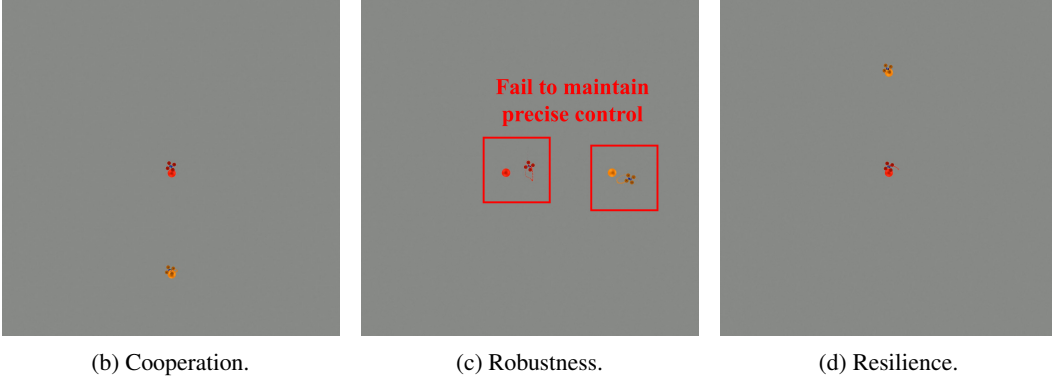 Fail to maintain
precise control
(b) Cooperation.
(c) Robustness.
(d) Resilience.